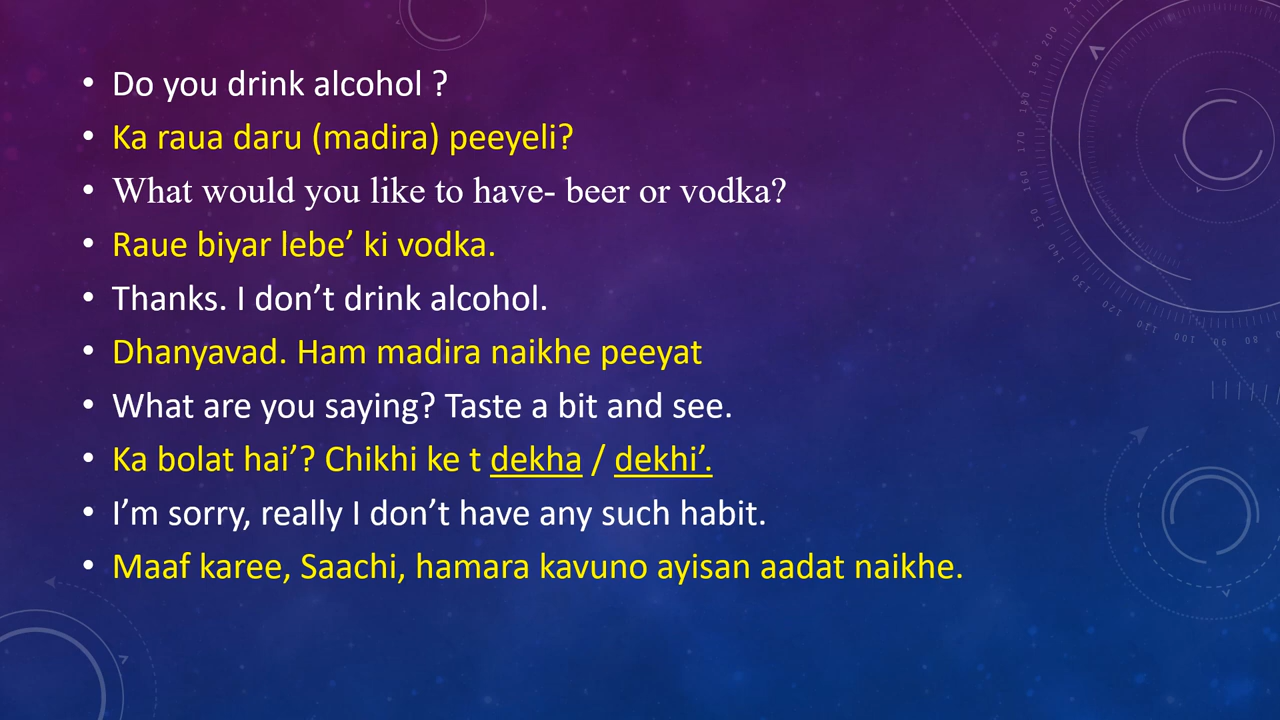 • Do you drink alcohol ?
• Ka raua daru (madira) peeyeli?
• What would you like to have- beer or vodka?
• Raue biyar lebe’ ki vodka.
• Thanks. I don’t drink alcohol.
• Dhanyavad. Ham madira naikhe peeyat
• What are you saying? Taste a bit and see.
• Ka bolat hai’? Chikhi ke t dekha / dekhi’.
• I’m sorry, really I don’t have any such habit.
• Maaf karee, Saachi, hamara kavuno ayisan aadat naikhe.